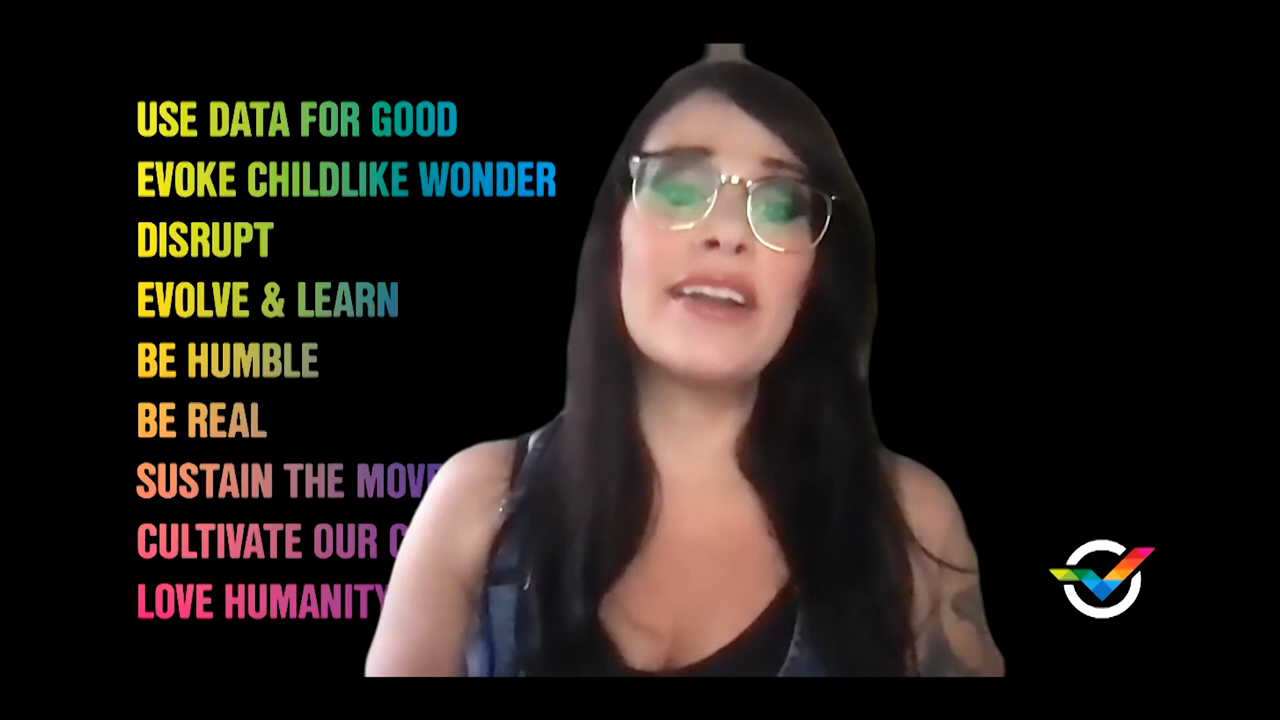 USE DATA FOR GOOD
EVOKE CHILDLIKE WONDER
DISRUPT
EVOLVE & LEARN
BE HUMBLE
BE REAL
SUSTAIN THE
CULTIVATE OUR
LOVE HUMANITY